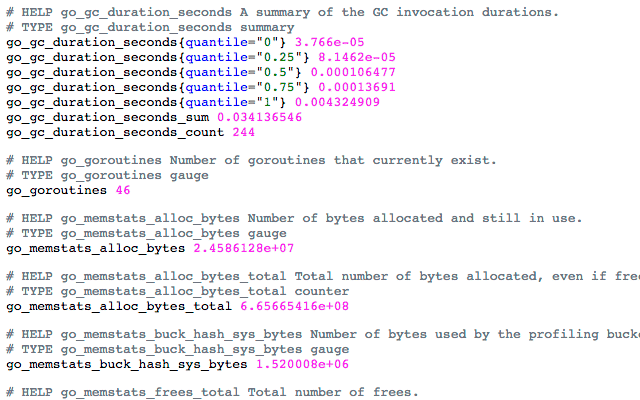 # HELP go_gc_duration_seconds A summary of the GC invocation durations.
# TYPE go_gc_duration_seconds summary
go_gc_duration_seconds{quantile="0"} 3.766e-05
go_gc_duration_seconds{quantile="0.25"} 8.1462e-05
go_gc_duration_seconds{quantile="0.5"} 0.000106477
go_gc_duration_seconds{quantile="0.75"} 0.00013691
go_gc_duration_seconds{quantile="1"} 0.004324909
go_gc_duration_seconds_sum 0.034136546
go_gc_duration_seconds_count 244
# HELP go_goroutines Number of goroutines that currently exist.
# TYPE go_goroutines gauge
go_goroutines 46
# HELP go_memstats_alloc_bytes Number of bytes allocated and still in use.
# TYPE go_memstats_alloc_bytes gauge
go_memstats_alloc_bytes 2.4586128e+07
# HELP go_memstats_alloc_bytes_total Total number of bytes allocated, even if
# TYPE go_memstats_alloc_bytes_total counter
go_memstats_alloc_bytes_total 6.65665416e+08
# HELP go_memstats_buck_hash_sys_bytes Number of bytes used by the profiling
# TYPE go_memstats_buck_hash_sys_bytes gauge
go_memstats_buck_hash_sys_bytes 1.520008e+06
# HELP go_memstats_frees_total Total number of frees.